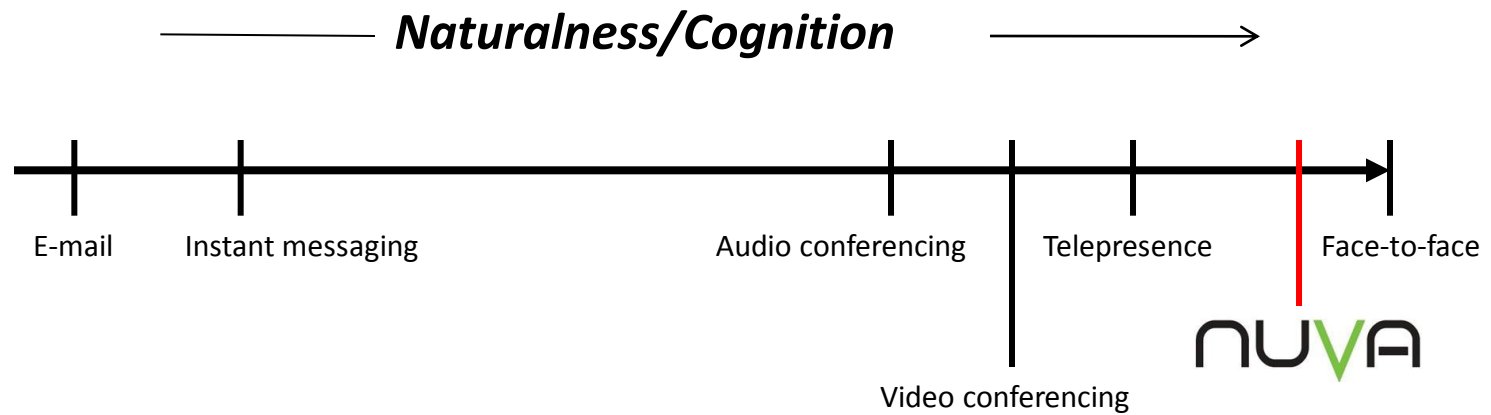 Naturalness/Cognition
E-mail
Instant messaging
Audio conferencing
Telepresence
Face-to-face
nuva
Video conferencing